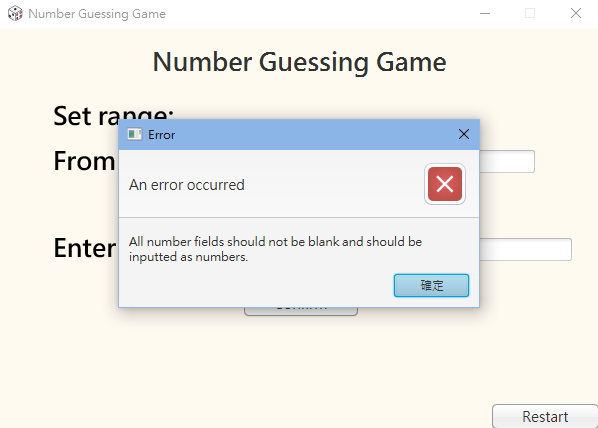 Number Guessing Game
Number Guessing Game
Set range:
From
Error
An error occurred
All number fields should not be blank and should be
inputted as numbers.
確定
Enter
Restart